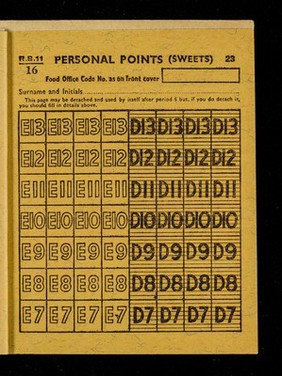 R.B.11 PERSONAL POINTS (SWEETS) 23
16
Food Office Code No. as on front cover
Surname and Initials
This page may be detached and used by itself after period 8 but, if you do detach it,
you should fill in details above.
E13 E13 E13 E13 D13 D13 D13 D13
E12 E12 E12 E12 D12 D12 D12 D12
E11 E11 E11 E11 D11 D11 D11 D11
E10 E10 E10 E10 D10 D10 D10 D10
E9 E9 E9 E9 D9 D9 D9 D9
E8 E8 E8 E8 D8 D8 D8 D8
E7 E7 E7 E7 D7 D7 D7 D7